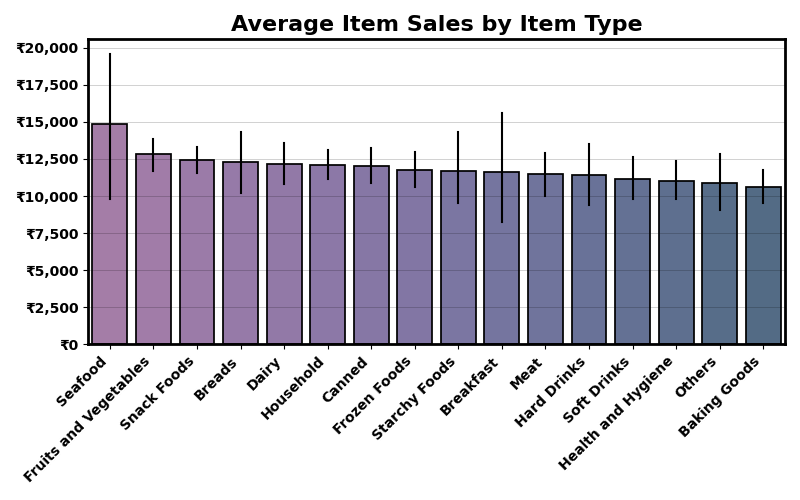 Average Item Sales by Item Type
₹20,000
₹17,500
₹15,000
₹12,500
₹10,000
₹7,500
₹5,000
₹2,500
₹0
Seafood
Fruits and Vegetables
Snack Foods
Breads
Dairy
Household
Canned
Frozen Foods
Starchy Foods
Breakfast
Meat
Hard Drinks
Soft Drinks
Health and Hygiene
Others
Baking Goods